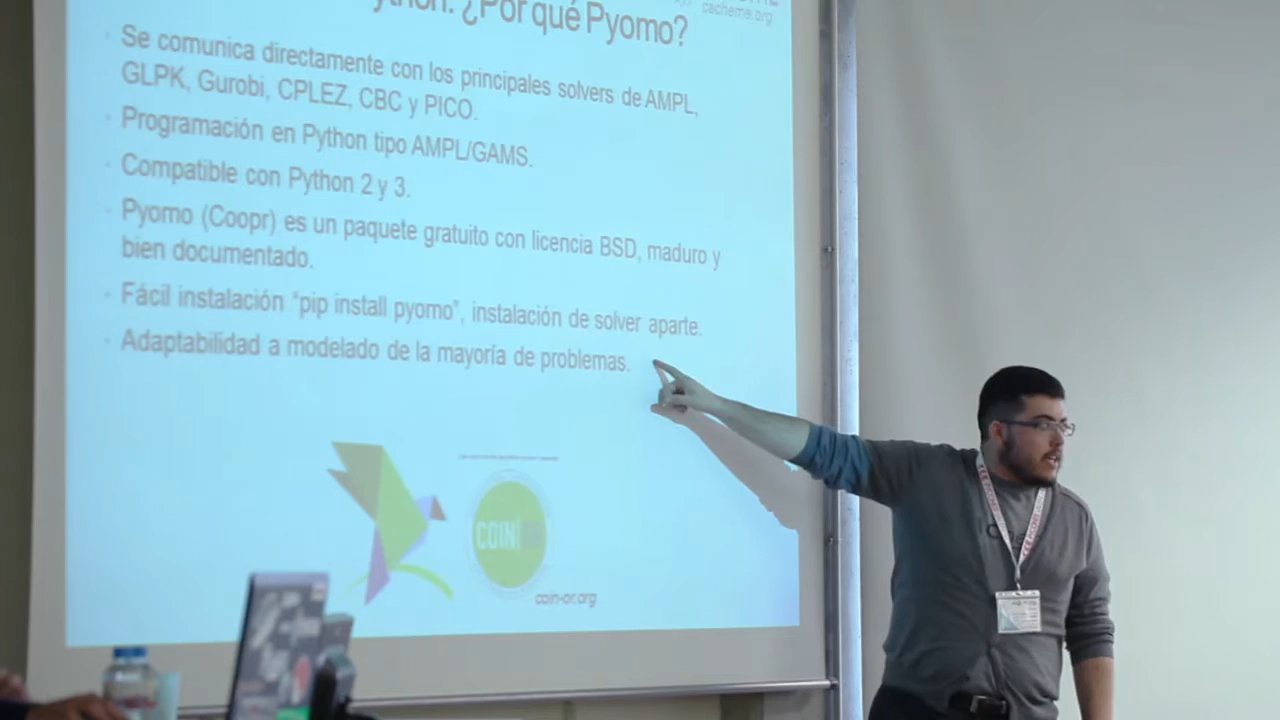 ¿Por qué Pyomo?
cacheme.org
Se comunica directamente con los principales solvers de AMPL,
GLPK, Gurobi, CPLEZ, CBC y PICO.
Programación en Python tipo AMPL/GAMS.
Compatible con Python 2 y 3.
Pyomo (Coopr) es un paquete gratuito con licencia BSD, maduro y
bien documentado.
Fácil instalación “pip install pyomo”, instalación de solver aparte.
Adaptabilidad a modelado de la mayoría de problemas.
COIN
coin-or.org